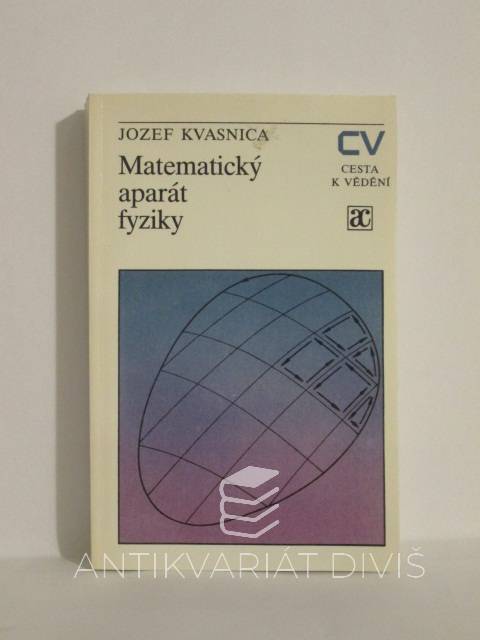 JOZEF KVASNICA
Matematický
aparát
fyziky
CV
CESTA
K VĚDĚNÍ
ac
ANTIKVARIÁT DIVIŠ